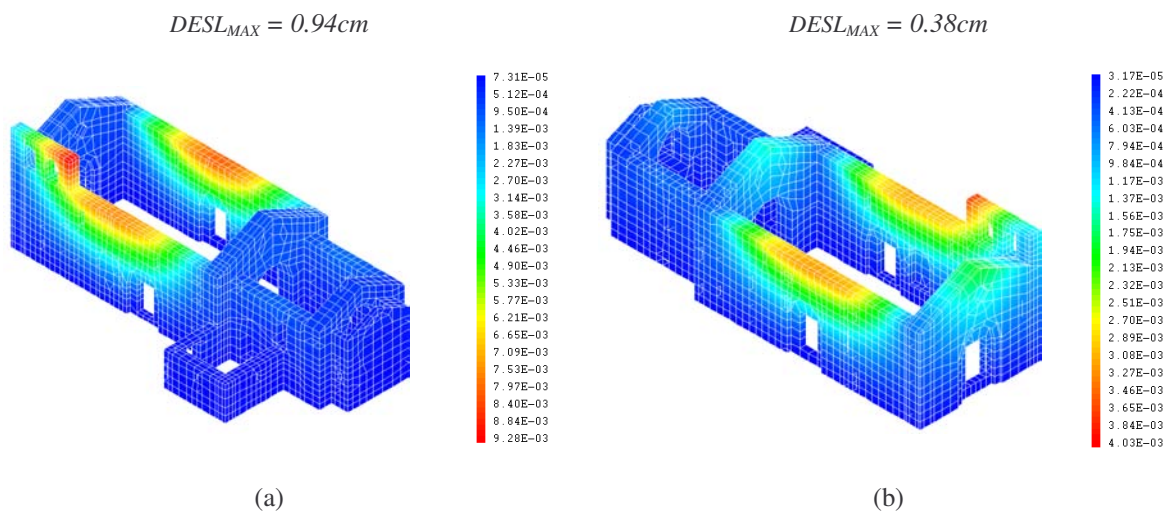 DESL_MAX = 0.94cm
DESL_MAX = 0.38cm
7.31E-05
5.12E-04
9.50E-04
1.39E-03
1.83E-03
2.27E-03
2.70E-03
3.14E-03
3.58E-03
4.02E-03
4.46E-03
4.90E-03
5.33E-03
5.77E-03
6.21E-03
6.65E-03
7.09E-03
7.53E-03
7.97E-03
8.40E-03
8.84E-03
9.28E-03
3.17E-05
2.22E-04
4.13E-04
6.03E-04
7.94E-04
9.84E-04
1.17E-03
1.37E-03
1.56E-03
1.75E-03
1.94E-03
2.13E-03
2.32E-03
2.51E-03
2.70E-03
2.89E-03
3.08E-03
3.27E-03
3.46E-03
3.65E-03
3.84E-03
4.03E-03
(a)
(b)